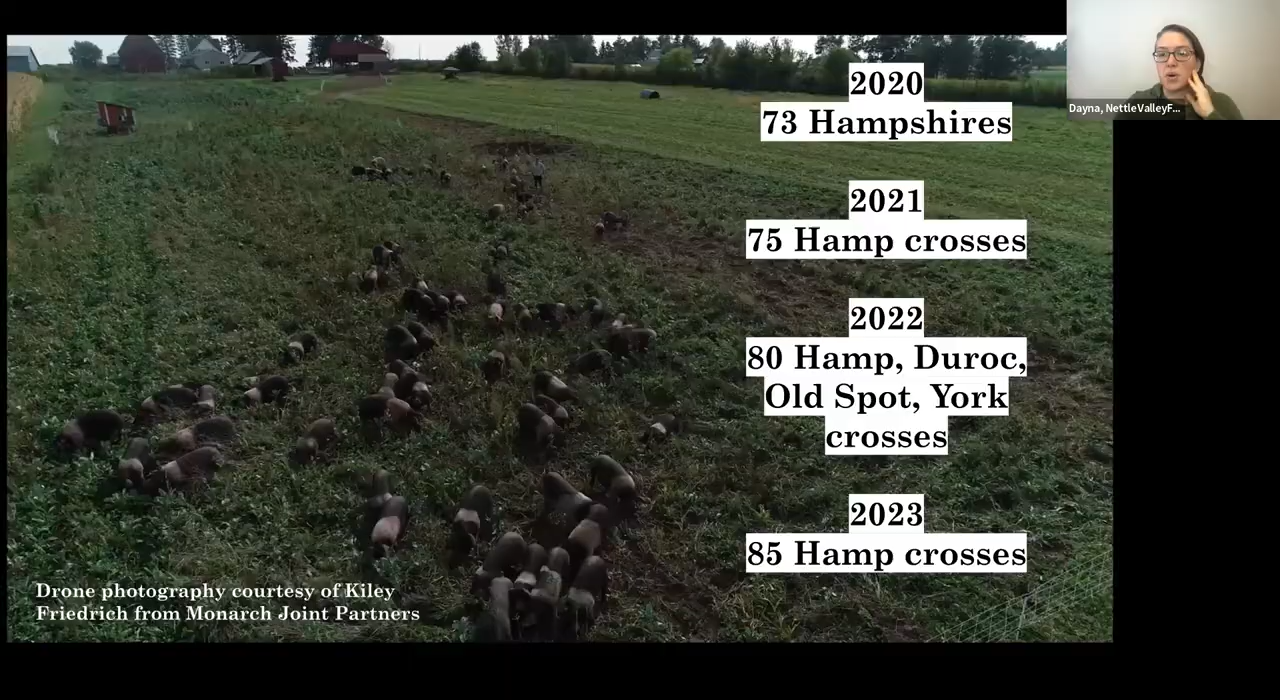 2020
73 Hampshires
2021
75 Hamp crosses
2022
80 Hamp, Duroc,
Old Spot, York
crosses
2023
85 Hamp crosses
Dayna, NettleValleyF...
Drone photography courtesy of Kiley
Friedrich from Monarch Joint Partners